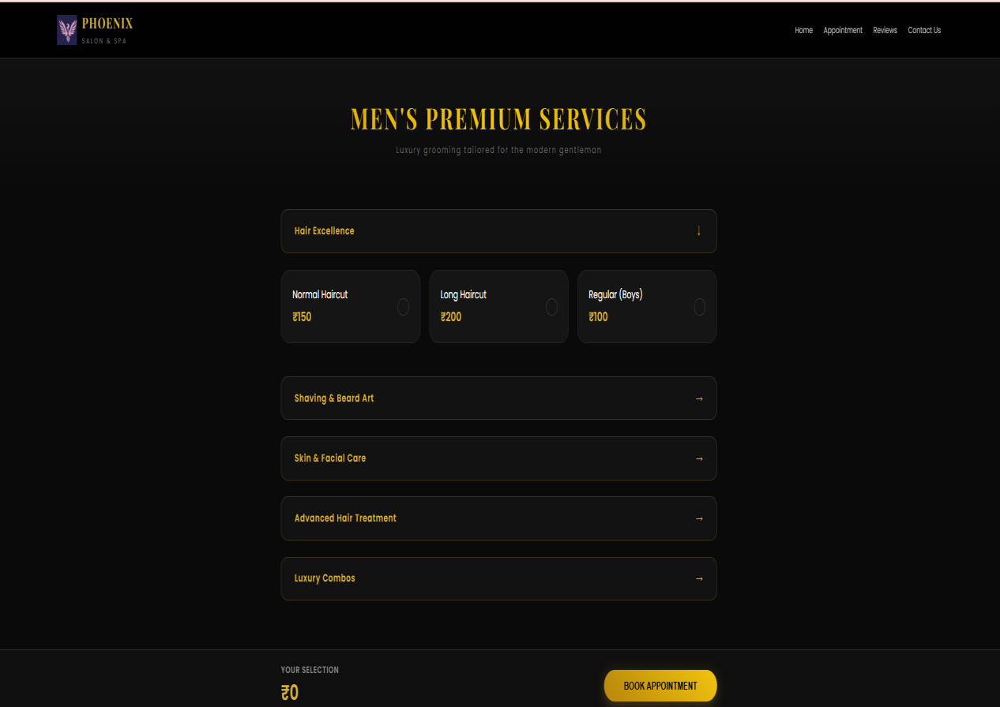 PHOENIX
SALON & SPA
Home Appointment Reviews Contact Us
MEN'S PREMIUM SERVICES
Luxury grooming tailored for the modern gentleman
Hair Excellence ↓
Normal Haircut
₹150
Long Haircut
₹200
Regular (Boys)
₹100
Shaving & Beard Art →
Skin & Facial Care →
Advanced Hair Treatment →
Luxury Combos →
YOUR SELECTION
₹0
BOOK APPOINTMENT